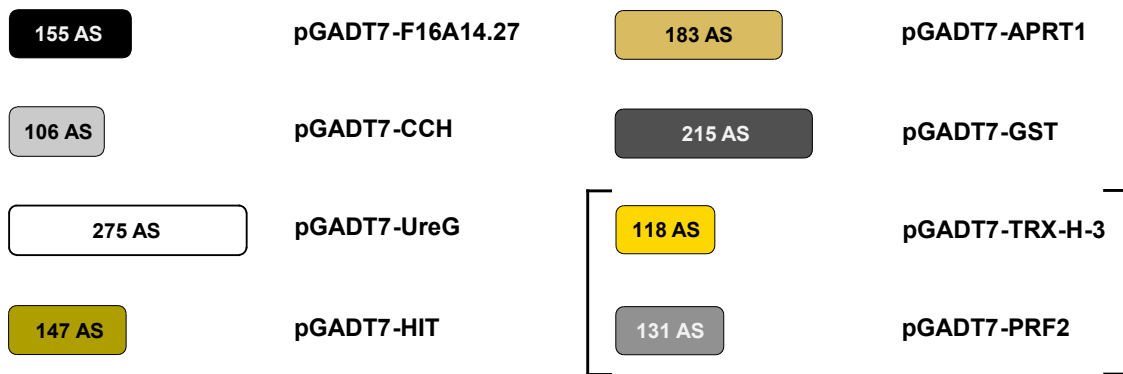 155 AS pGADT7-F16A14.27
106 AS pGADT7-CCH
275 AS pGADT7-UreG
147 AS pGADT7-HIT
183 AS pGADT7-APRT1
215 AS pGADT7-GST
118 AS pGADT7-TRX-H-3
131 AS pGADT7-PRF2